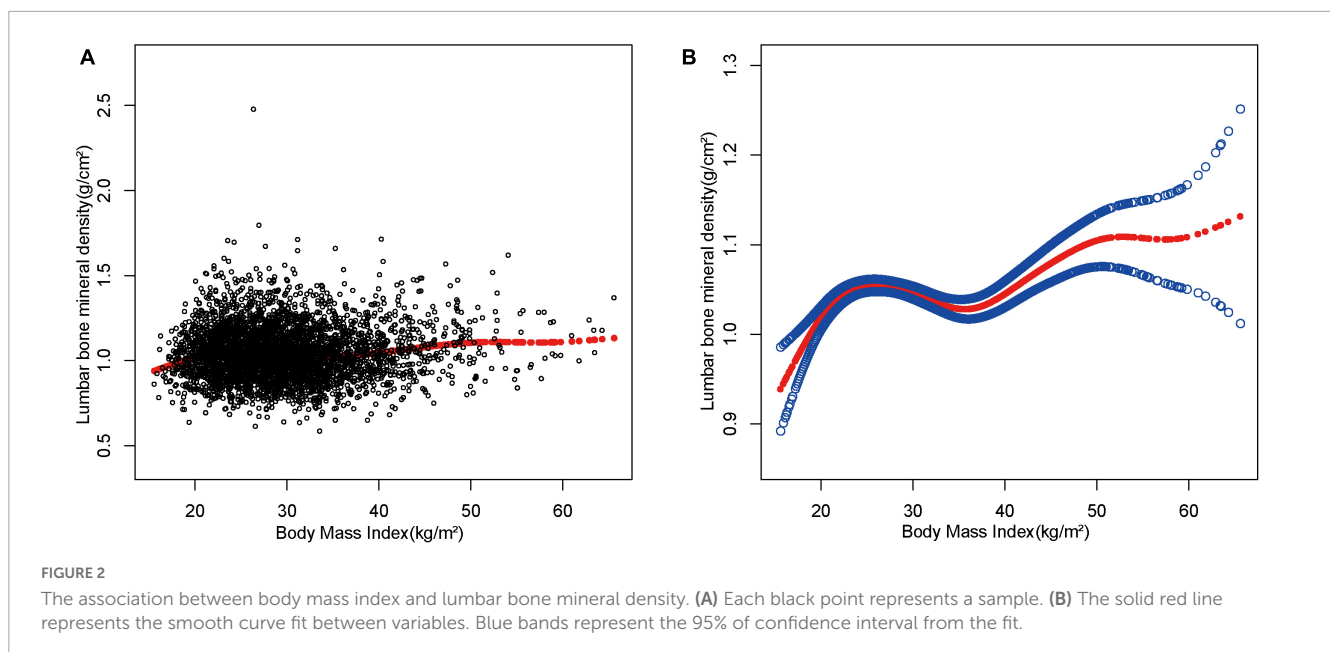 A
B
2.5
2.0
1.5
1.0
0.5
Lumbar bone mineral density(g/cm²)
20 30 40 50 60
Body Mass Index(kg/m²)
1.3
1.2
1.1
1.0
0.9
Lumbar bone mineral density(g/cm²)
20 30 40 50 60
Body Mass Index(kg/m²)
FIGURE 2
The association between body mass index and lumbar bone mineral density. (A) Each black point represents a sample. (B) The solid red line
represents the smooth curve fit between variables. Blue bands represent the 95% of confidence interval from the fit.